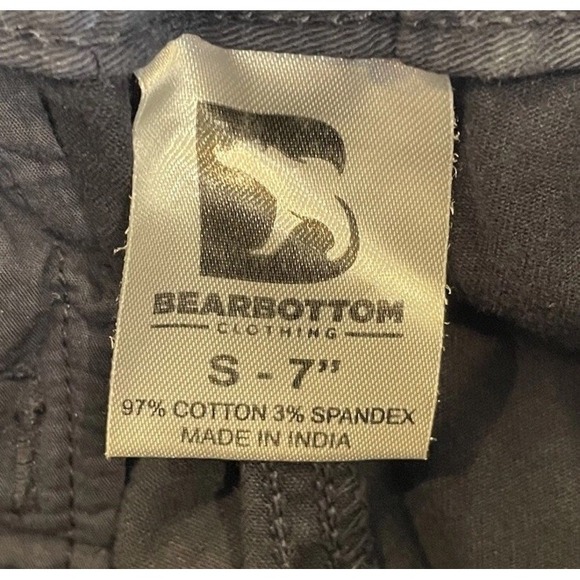 BEARBOTTOM
CLOTHING
S - 7”
97% COTTON 3% SPANDEX
MADE IN INDIA